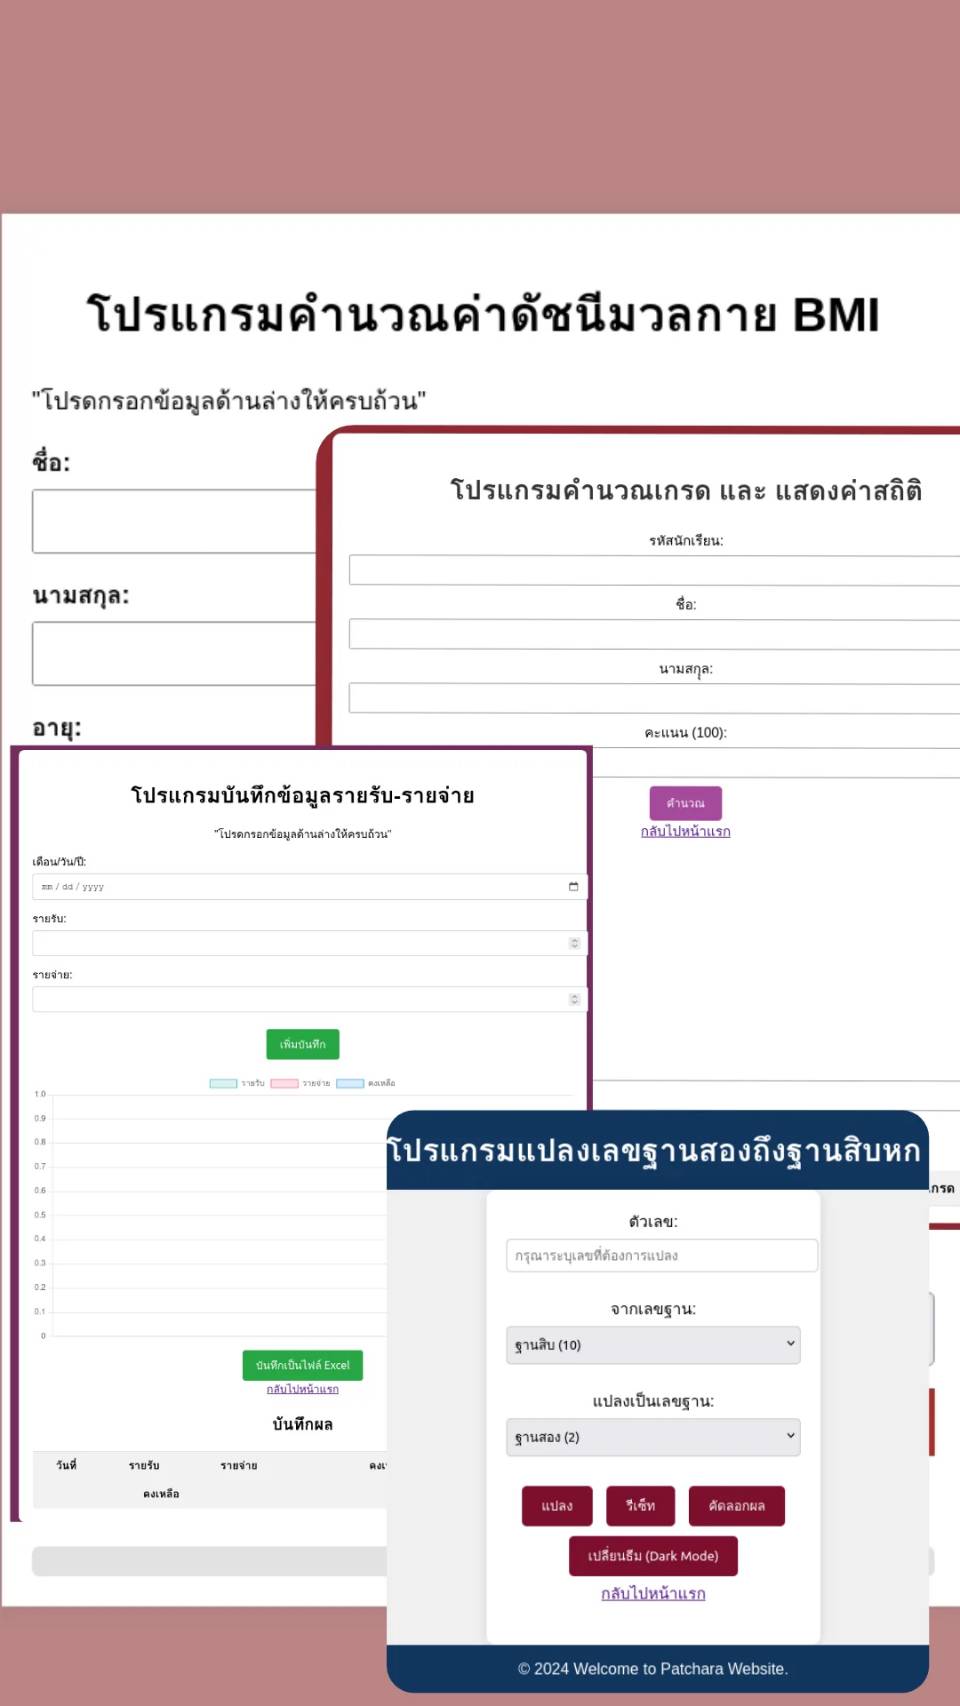 โปรแกรมคำนวณค่าดัชนีมวลกาย BMI
"โปรดกรอกข้อมูลด้านล่างให้ครบถ้วน"
ชื่อ:
นามสกุล:
อายุ:
โปรแกรมคำนวณเกรด และ แสดงค่าสถิติ
รหัสนักเรียน:
ชื่อ:
นามสกุล:
คะแนน (100):
คำนวณ
กลับไปหน้าแรก
โปรแกรมบันทึกข้อมูลรายรับ-รายจ่าย
"โปรดกรอกข้อมูลด้านล่างให้ครบถ้วน"
เดือน/วัน/ปี:
mm / dd / yyyy
รายรับ:
รายจ่าย:
เพิ่มบันทึก
รายรับ รายจ่าย คงเหลือ
1.0
0.9
0.8
0.7
0.6
0.5
0.4
0.3
0.2
0.1
0
บันทึกเป็นไฟล์ Excel
กลับไปหน้าแรก
บันทึกผล
วันที่ รายรับ รายจ่าย
คงเหลือ
โปรแกรมแปลงเลขฐานสองถึงฐานสิบหก
ตัวเลข:
กรุณาระบุเลขที่ต้องการแปลง
จากเลขฐาน:
ฐานสิบ (10)
แปลงเป็นเลขฐาน:
ฐานสอง (2)
แปลง รีเซ็ท คัดลอกผล
เปลี่ยนธีม (Dark Mode)
กลับไปหน้าแรก
© 2024 Welcome to Patchara Website.